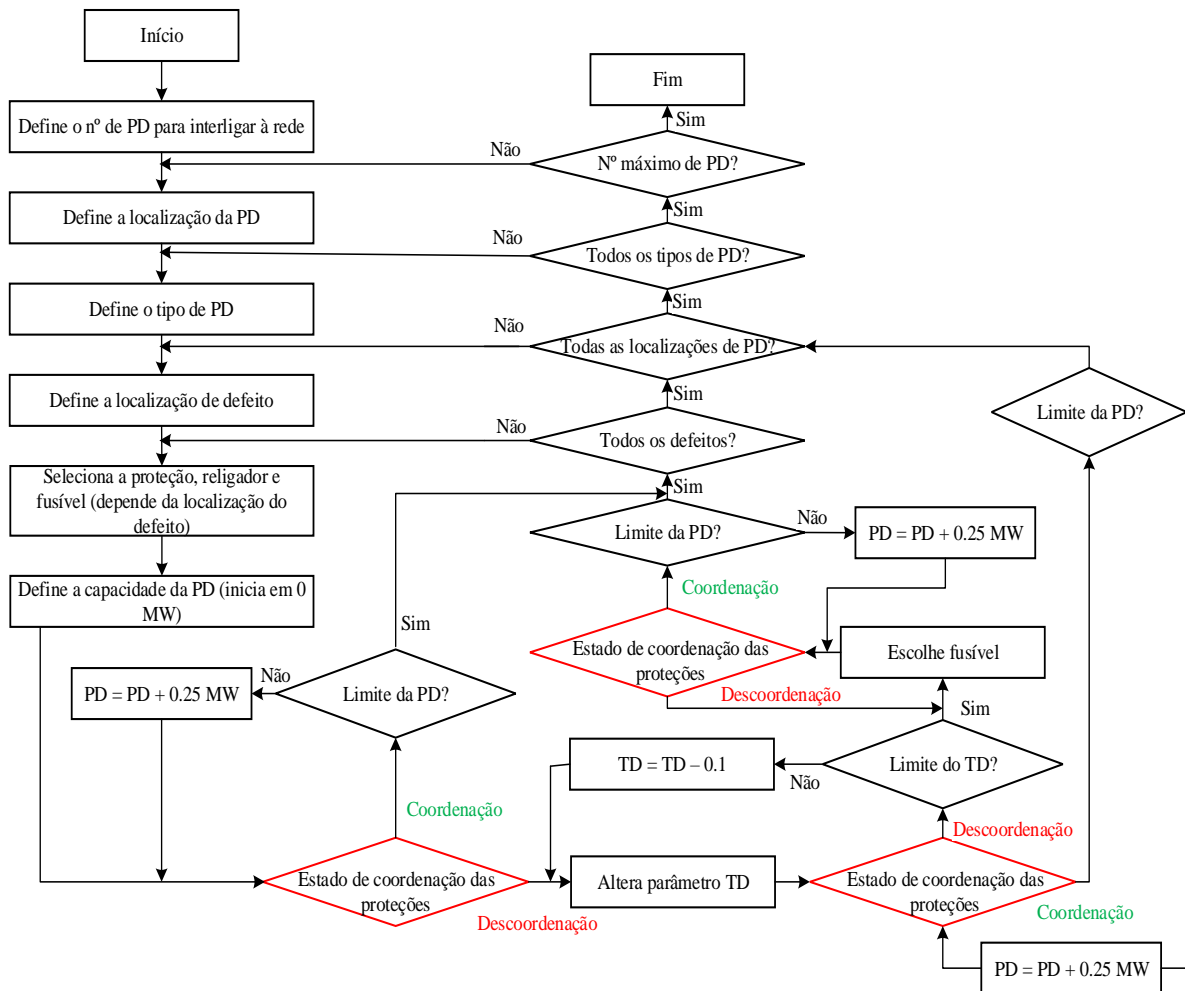 Início
Fim
Define o nº de PD para interligar à rede
Sim
Não
Nº máximo de PD?
Define a localização da PD
Sim
Não
Todos os tipos de PD?
Define o tipo de PD
Sim
Não
Todas as localizações de PD?
Define a localização de defeito
Sim
Limite da PD?
Não
Todos os defeitos?
Seleciona a proteção, religador e
fusível (depende da localização do
defeito)
Sim
Limite da PD?
Não
PD = PD + 0.25 MW
Define a capacidade da PD (inicia em 0
MW)
Coordenação
Sim
Estado de coordenação das
proteções
Escolhe fusível
Não
PD = PD + 0.25 MW
Limite da PD?
Descoordenação
Sim
TD = TD – 0.1
Não
Limite do TD?
Coordenação
Descoordenação
Estado de coordenação das
proteções
Altera parâmetro TD
Estado de coordenação das
proteções
Descoordenação
Coordenação
PD = PD + 0.25 MW